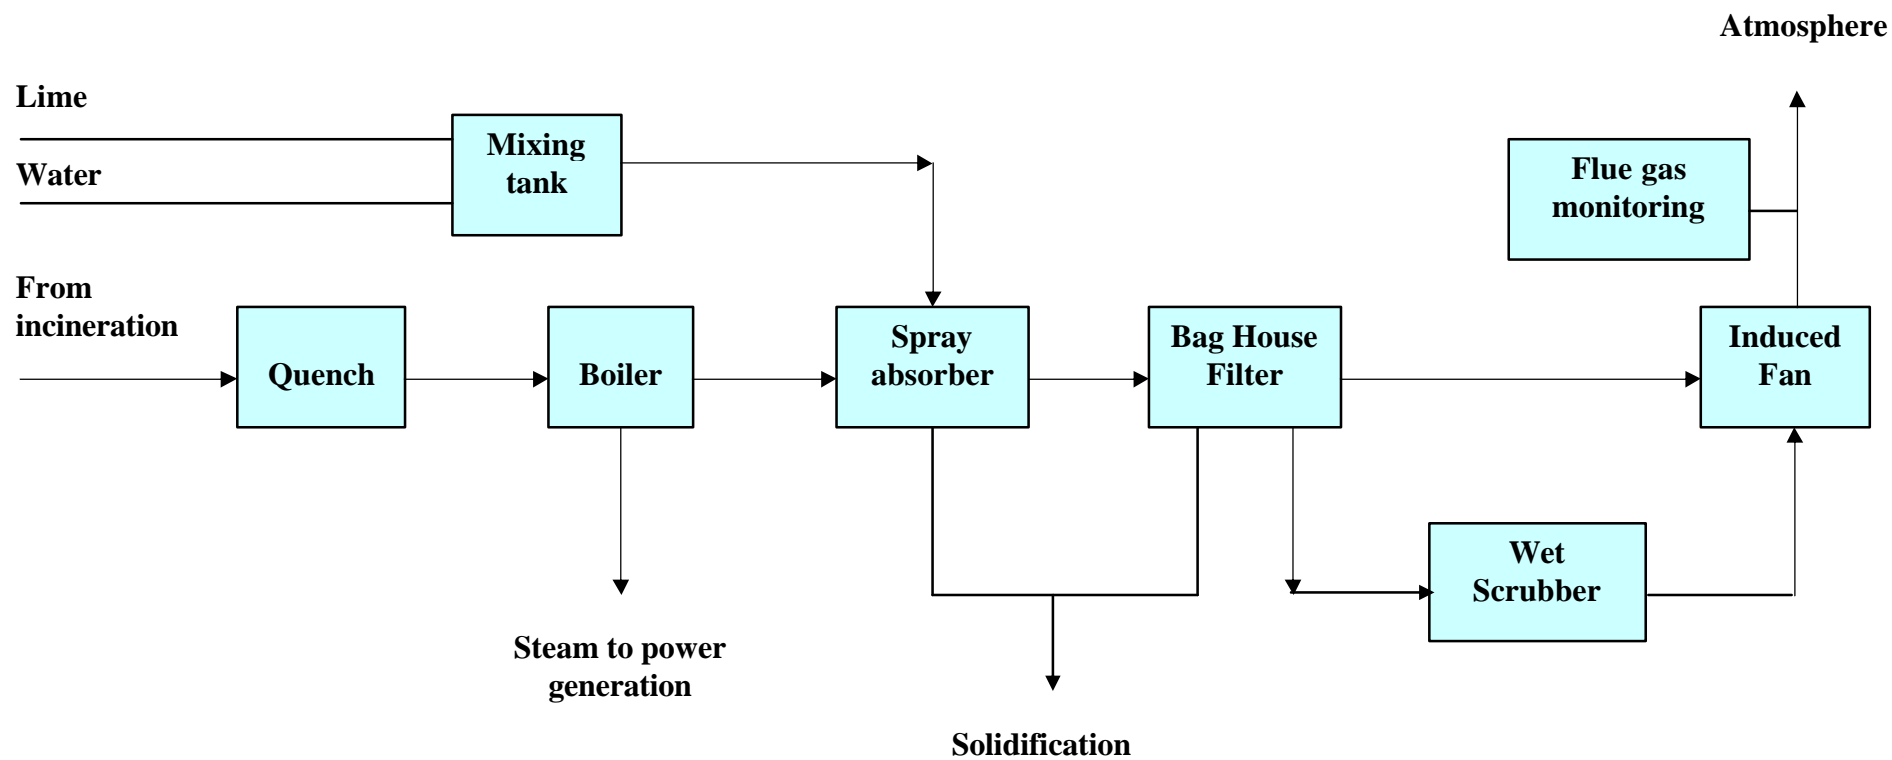 Atmosphere
Lime
Mixing
tank
Water
Flue gas
monitoring
From
incineration
Quench
Boiler
Spray
absorber
Bag House
Filter
Induced
Fan
Wet
Scrubber
Steam to power
generation
Solidification